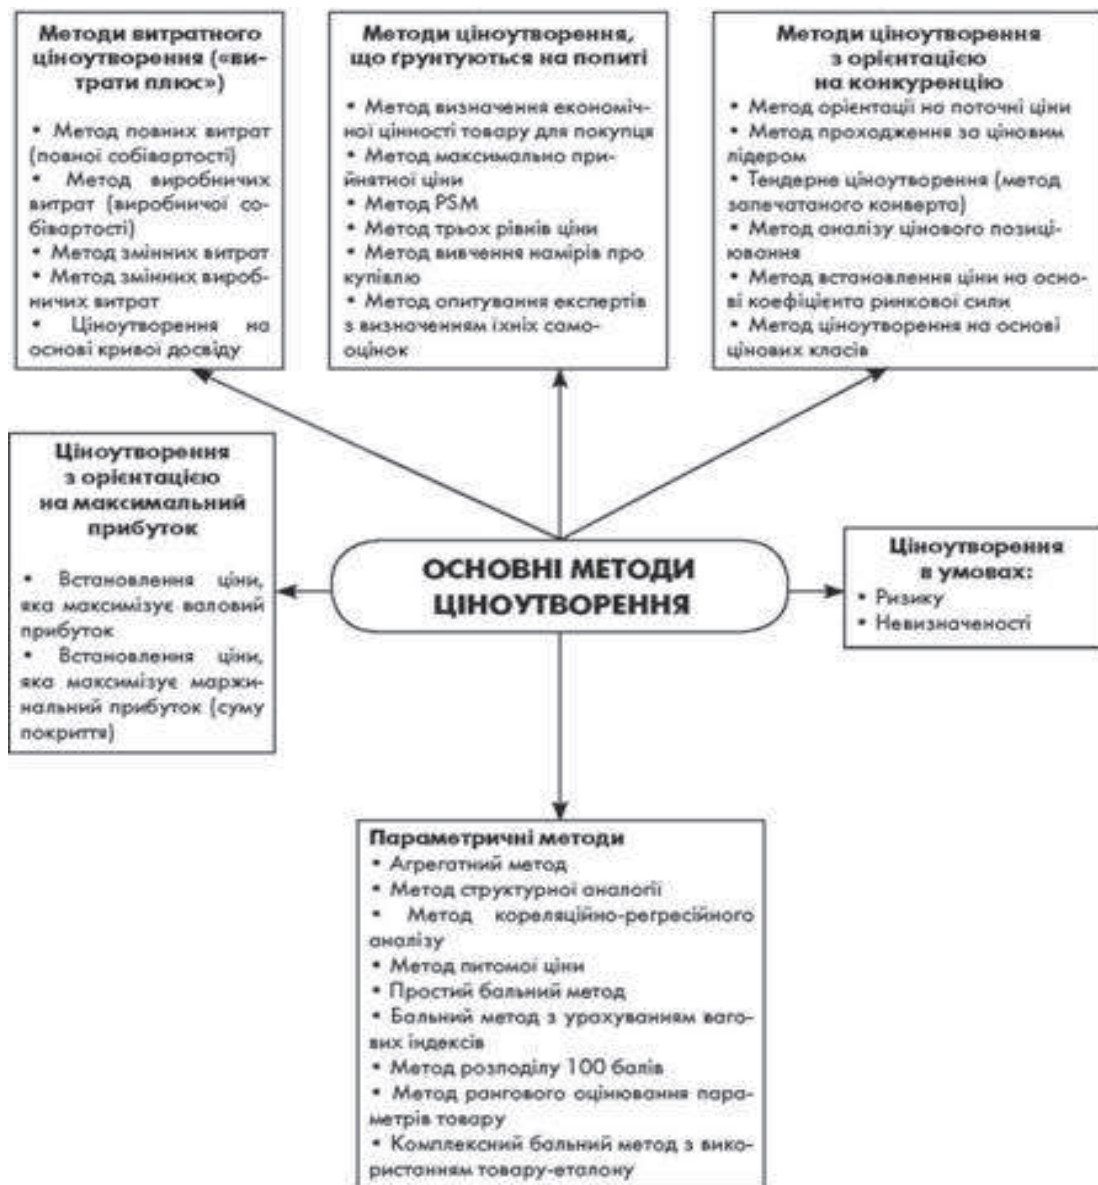 Методи витратного
ціноутворення («ви-
трати плюс»)
• Метод повних витрат
(повної собівартості)
• Метод виробничих
витрат (виробничої со-
бівартості)
• Метод змінних витрат
• Метод змінних вироб-
ничих витрат
• Ціноутворення на
основі кривої досвіду
Методи ціноутворення,
що ґрунтуються на попиті
• Метод визначення економіч-
ної цінності товару для покупця
• Метод максимально при-
йнятної ціни
• Метод PSM
• Метод трьох рівнів ціни
• Метод вивчення намірів про
купівлю
• Метод опитування експертів
з визначенням їхніх само-
оцінок
Методи ціноутворення
з орієнтацією
на конкуренцію
• Метод орієнтації на поточні ціни
• Метод проходження за ціновим
лідером
• Тендерне ціноутворення (метод
запечатаного конверта)
• Метод аналізу цінового позиці-
ювання
• Метод встановлення ціни на осно-
ві коефіцієнта ринкової сили
• Метод ціноутворення на основі
цінових класів
Ціноутворення
з орієнтацією
на максимальний
прибуток
• Встановлення ціни,
яка максимізує валовий
прибуток
• Встановлення ціни,
яка максимізує маржи-
нальний прибуток (суму
покриття)
ОСНОВНІ МЕТОДИ
ЦІНОУТВОРЕННЯ
Ціноутворення
в умовах:
• Ризику
• Невизначеності
Параметричні методи
• Агрегатний метод
• Метод структурної аналогії
• Метод кореляційно-регресійного
аналізу
• Метод питомої ціни
• Простий бальний метод
• Бальний метод з урахуванням ваго-
вих індексів
• Метод розподілу 100 балів
• Метод рангового оцінювання пара-
метрів товару
• Комплексний бальний метод з вико-
ристанням товару-еталону